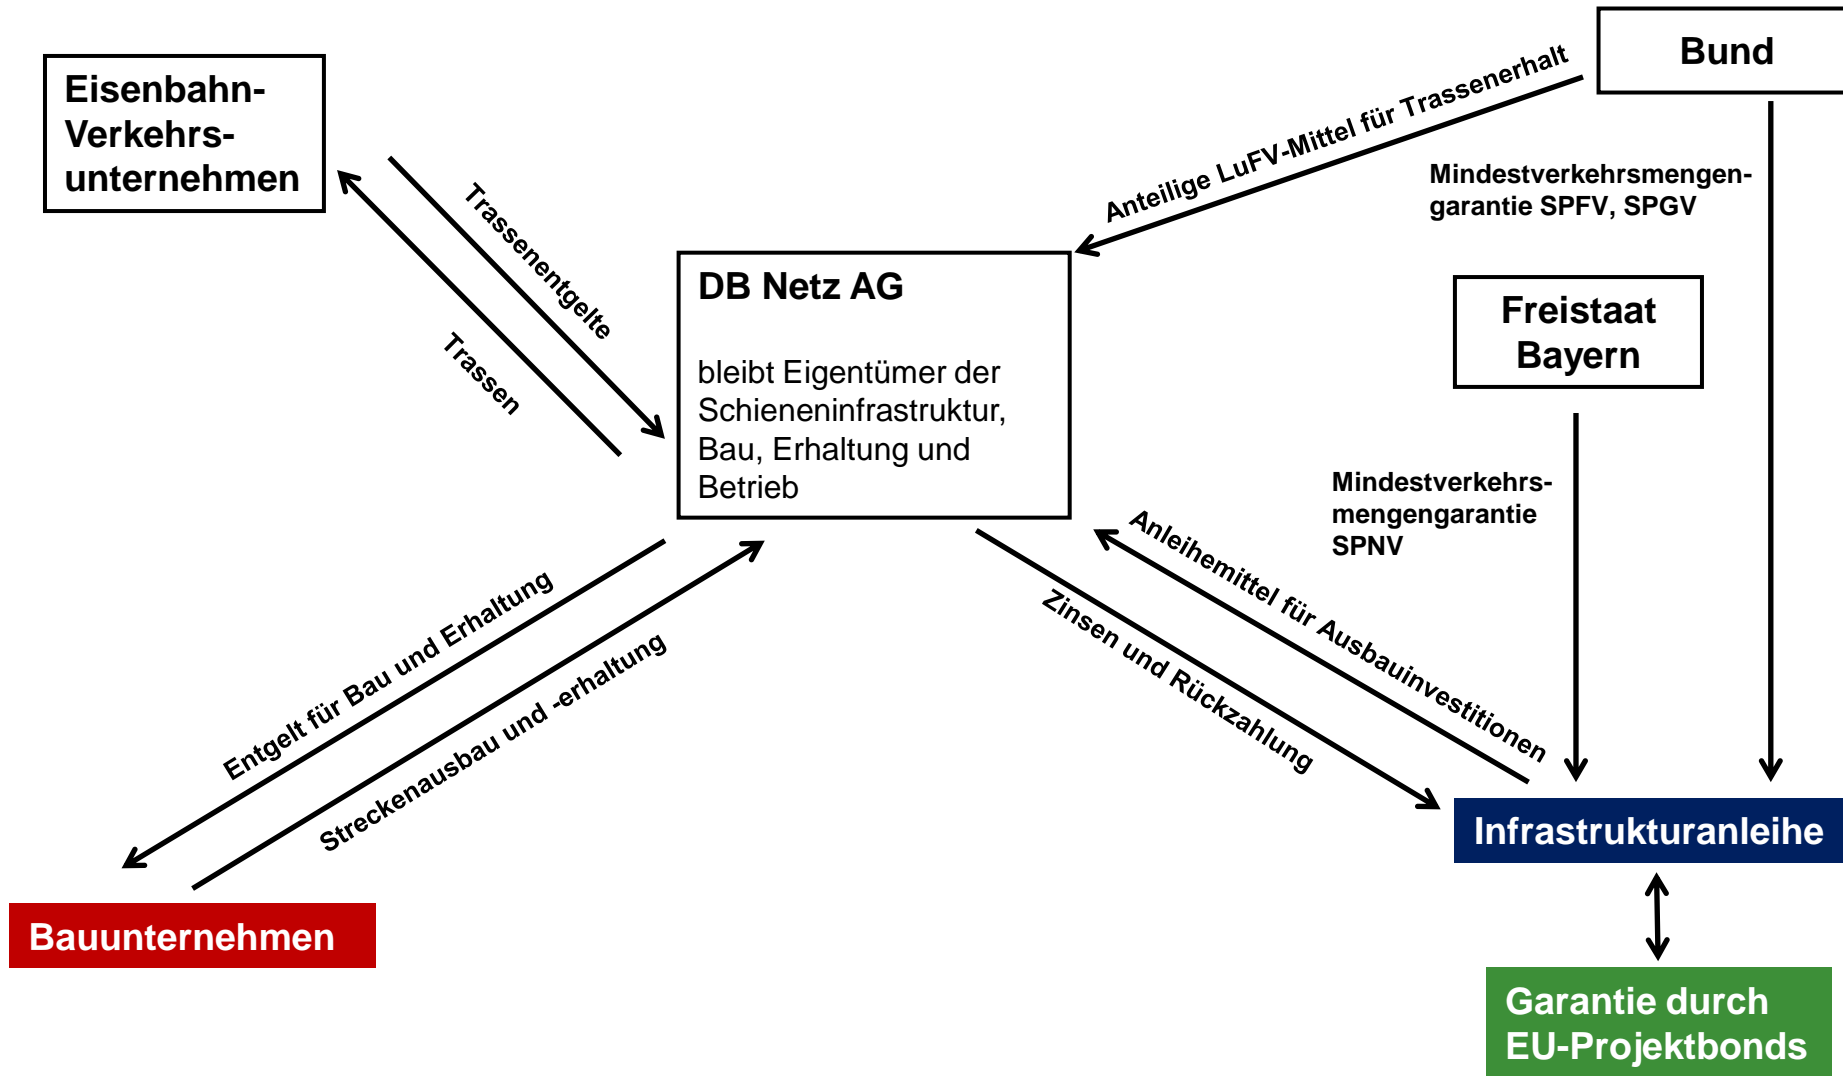 Bund
Eisenbahn-
Verkehrs-
unternehmen
Anteilige LuFV-Mittel für Trassenerhalt
Mindestverkehrsmengen-
garantie SPFV, SPGV
Trassenentgelte
Trassen
DB Netz AG
bleibt Eigentümer der
Schieneninfrastruktur,
Bau, Erhaltung und
Betrieb
Freistaat
Bayern
Mindestverkehrs-
mengengarantie
SPNV
Anleihemittel für Ausbauinvestitionen
Zinsen und Rückzahlung
Entgelt für Bau und Erhaltung
Streckenausbau und -erhaltung
Infrastrukturanleihe
Bauunternehmen
Garantie durch
EU-Projektbonds